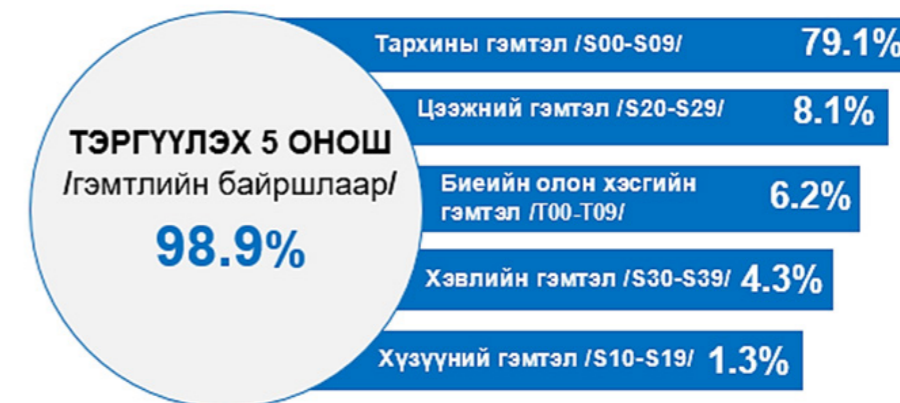 ТЭРГҮҮЛЭХ 5 ОНОШ
/гэмтлийн байршлаар/
98.9%
Тархины гэмтэл /S00-S09/ 79.1%
Цээжний гэмтэл /S20-S29/ 8.1%
Биеийн олон хэсгийн
гэмтэл /T00-T09/ 6.2%
Хэвлийн гэмтэл /S30-S39/ 4.3%
Хүзүүний гэмтэл /S10-S19/ 1.3%